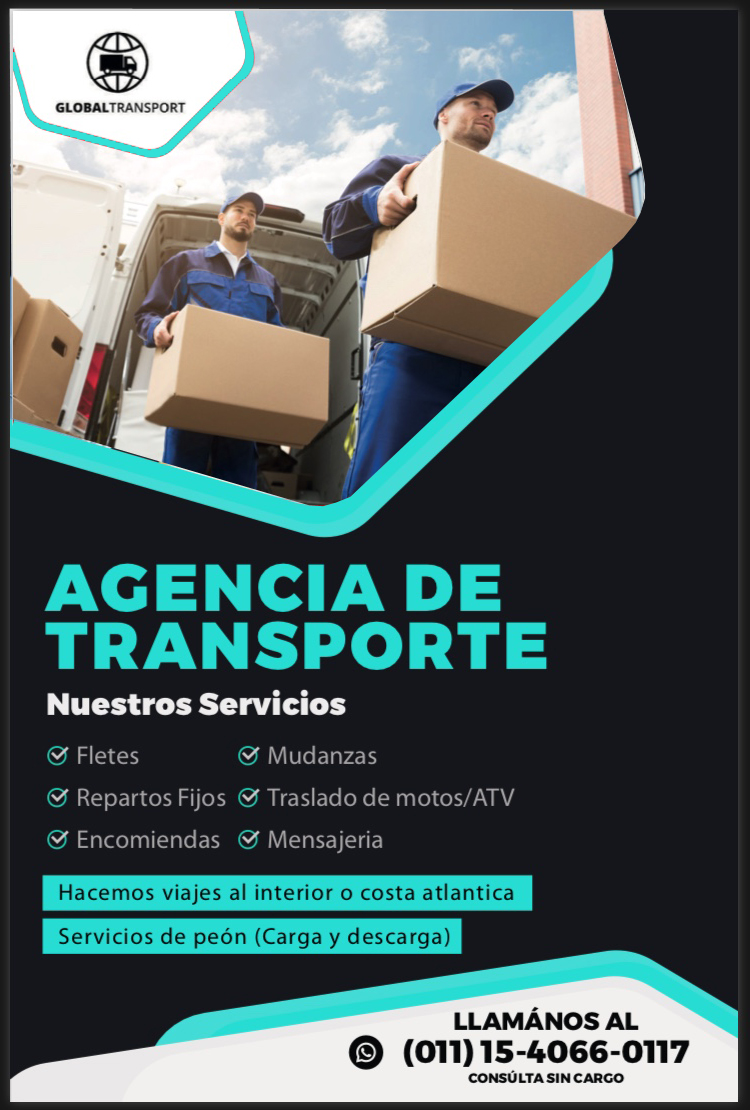 GLOBALTRANSPORT
AGENCIA DE
TRANSPORTE
Nuestros Servicios
Fletes
Mudanzas
Repartos Fijos
Traslado de motos/ATV
Encomiendas
Mensajeria
Hacemos viajes al interior o costa atlantica
Servicios de peón (Carga y descarga)
LLAMÁNOS AL
(011) 15-4066-0117
CONSÚLTA SIN CARGO